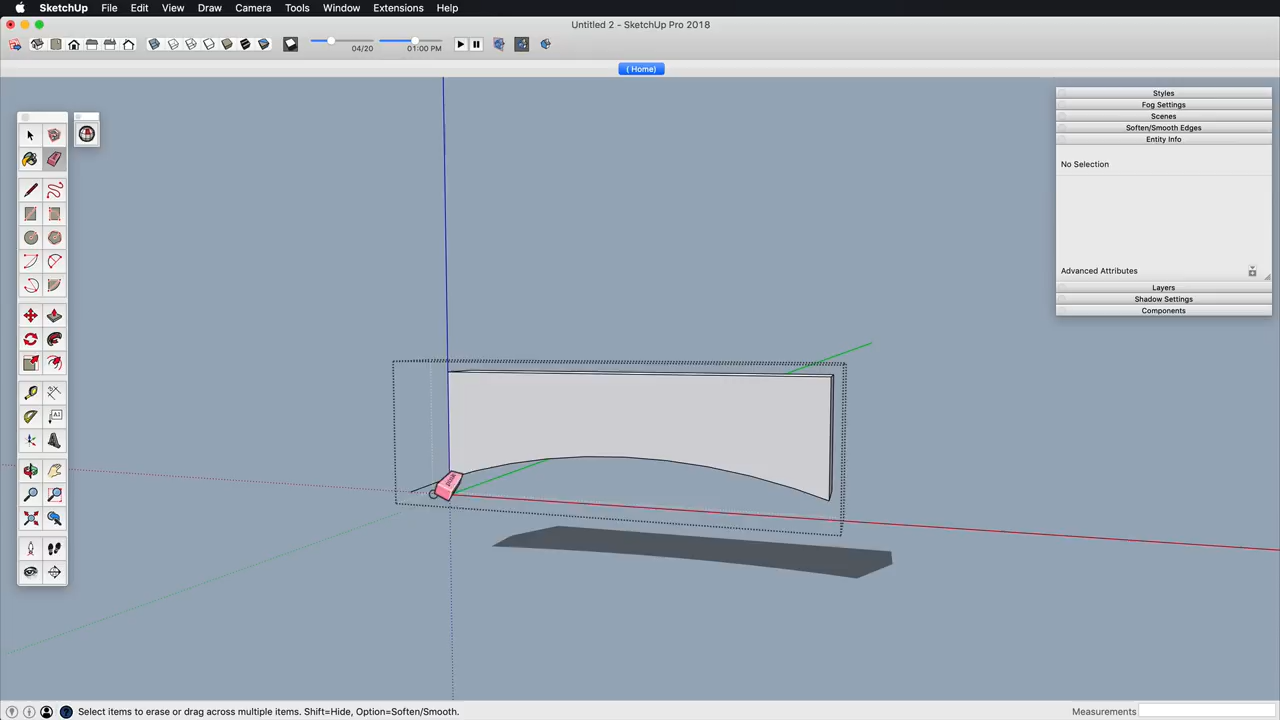 SketchUp File Edit View Draw Camera Tools Window Extensions Help
Untitled 2 - SketchUp Pro 2018
04/20
01:00 PM
( Home)
Styles
Fog Settings
Scenes
Soften/Smooth Edges
Entity Info
No Selection
Advanced Attributes
Layers
Shadow Settings
Components
Select items to erase or drag across multiple items. Shift=Hide, Option=Soften/Smooth.
Measurements